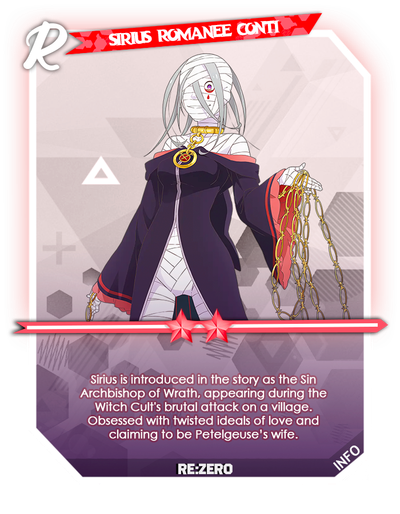 R
SIRIUS ROMANEE CONTI
Sirius is introduced in the story as the Sin
Archbishop of Wrath, appearing during the
Witch Cult's brutal attack on a village.
Obsessed with twisted ideals of love and
claiming to be Petelgeuse's wife.
RE:ZERO
INFO